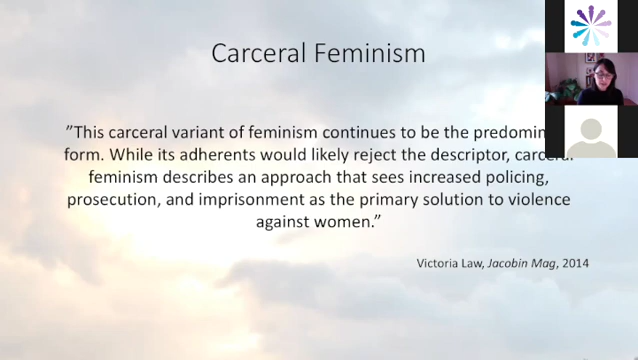 Carceral Feminism
”This carceral variant of feminism continues to be the
form. While its adherents would likely reject the descriptor,
feminism describes an approach that sees increased policing,
prosecution, and imprisonment as the primary solution to violence
against women.”
Victoria Law, Jacobin Mag, 2014